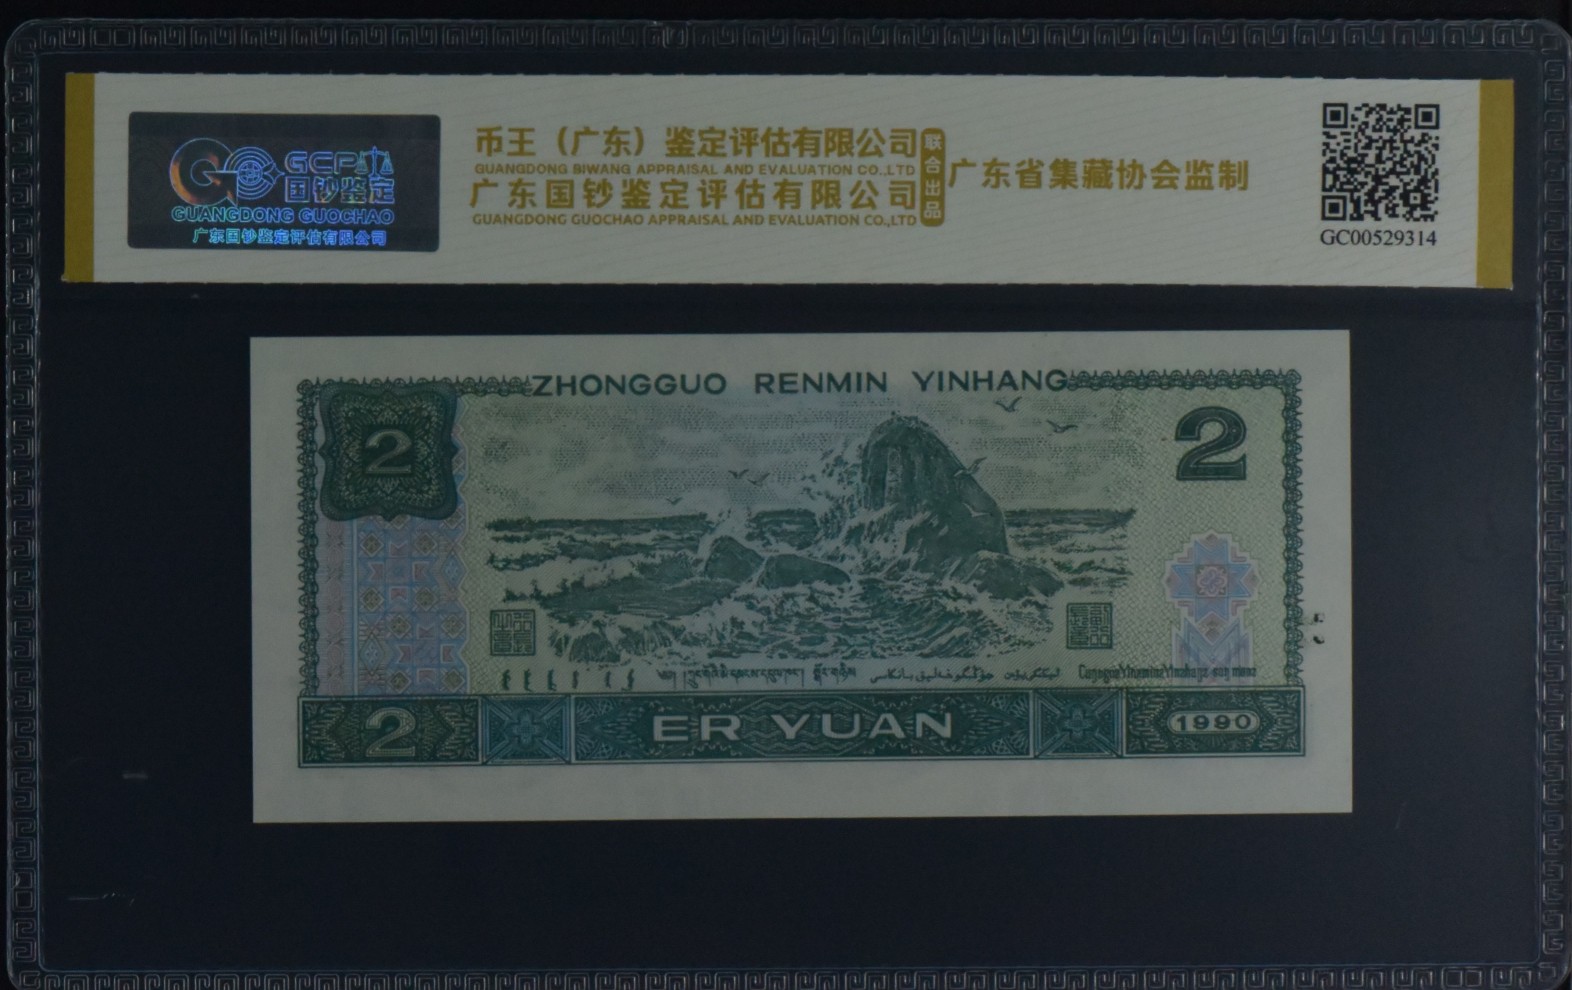 GCP
国钞鉴定
GUANGDONG GUOCHAO
广东国钞鉴定评估有限公司
币王（广东）鉴定评估有限公司
GUANGDONG BIWANG APPRAISAL AND EVALUATION CO.,LTD
广东国钞鉴定评估有限公司
GUANGDONG GUOCHAO APPRAISAL AND EVALUATION CO.,LTD
联合出品
广东省集藏协会监制
GC00529314
ZHONGGUO RENMIN YINHANG
2
2
2
ER YUAN
1990